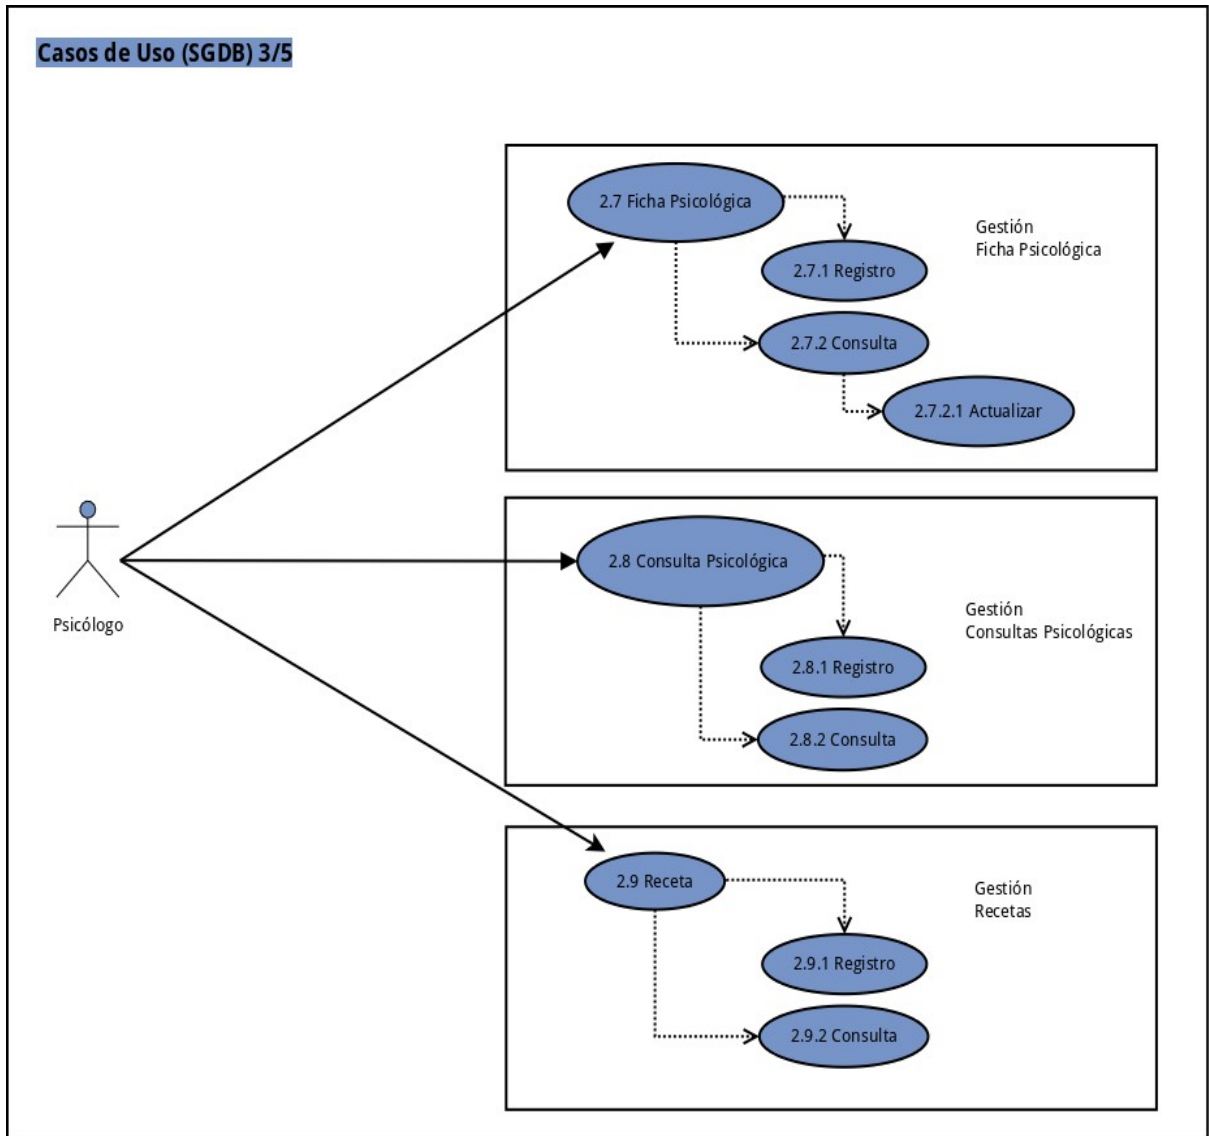 Casos de Uso (SGDB) 3/5
2.7 Ficha Psicológica
Gestión
Ficha Psicológica
2.7.1 Registro
2.7.2 Consulta
2.7.2.1 Actualizar
Psicólogo
2.8 Consulta Psicológica
Gestión
Consultas Psicológicas
2.8.1 Registro
2.8.2 Consulta
2.9 Receta
Gestión
Recetas
2.9.1 Registro
2.9.2 Consulta